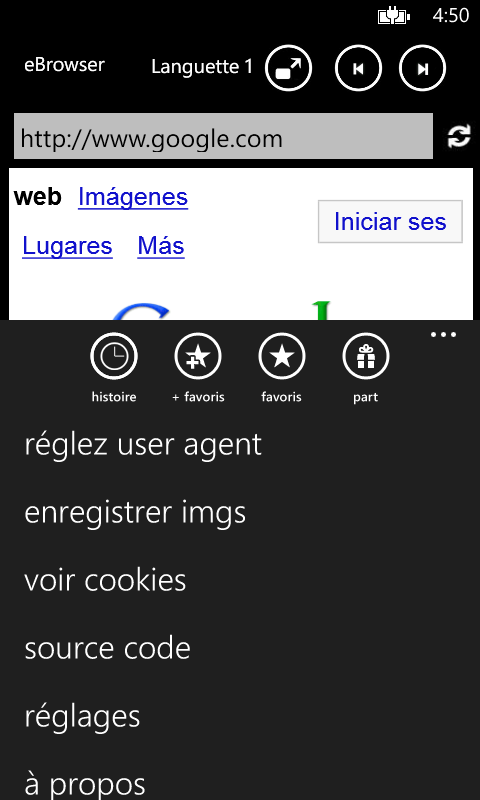 4:50
eBrowser Languette 1
http://www.google.com
web Imágenes
Iniciar ses
Lugares Más
histoire + favoris favoris part
réglez user agent
enregistrer imgs
voir cookies
source code
réglages
à propos